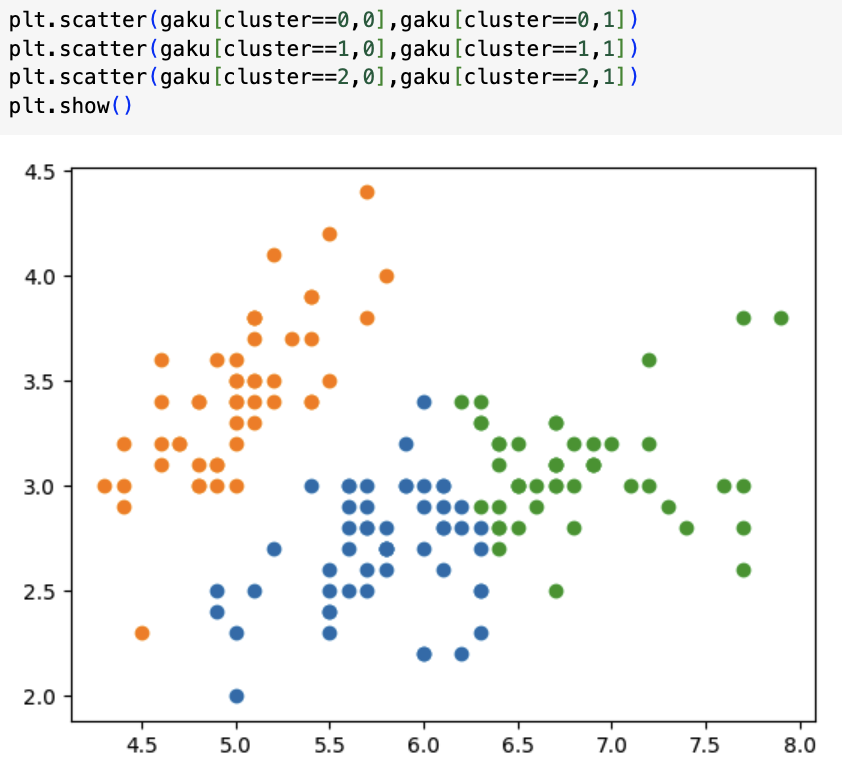 plt.scatter(gaku[cluster==0,0],gaku[cluster==0,1])
plt.scatter(gaku[cluster==1,0],gaku[cluster==1,1])
plt.scatter(gaku[cluster==2,0],gaku[cluster==2,1])
plt.show()
4.5
4.0
3.5
3.0
2.5
2.0
4.5 5.0 5.5 6.0 6.5 7.0 7.5 8.0